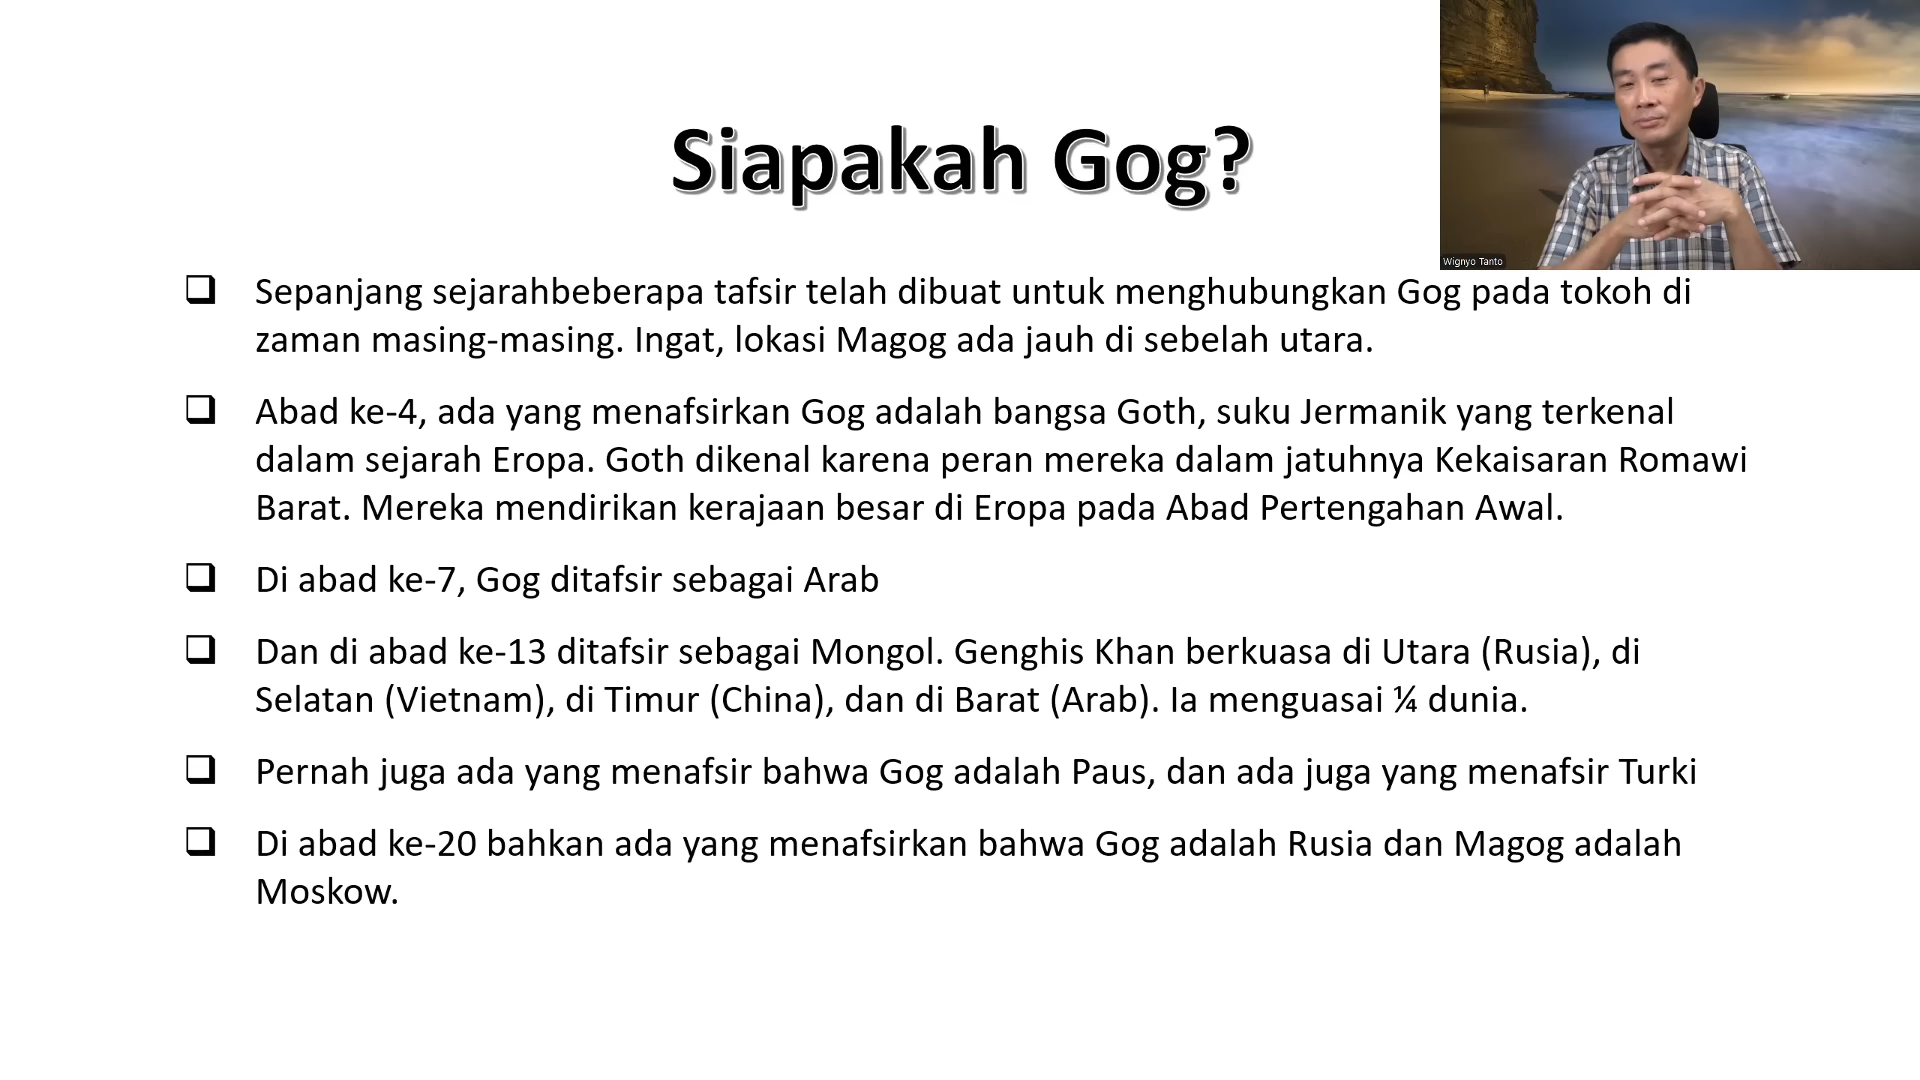 Siapakah Gog?
Wignyo Tanto
Sepanjang sejarahbeberapa tafsir telah dibuat untuk menghubungkan Gog pada tokoh di
zaman masing-masing. Ingat, lokasi Magog ada jauh di sebelah utara.
Abad ke-4, ada yang menafsirkan Gog adalah bangsa Goth, suku Jermanik yang terkenal
dalam sejarah Eropa. Goth dikenal karena peran mereka dalam jatuhnya Kekaisaran Romawi
Barat. Mereka mendirikan kerajaan besar di Eropa pada Abad Pertengahan Awal.
Di abad ke-7, Gog ditafsir sebagai Arab
Dan di abad ke-13 ditafsir sebagai Mongol. Genghis Khan berkuasa di Utara (Rusia), di
Selatan (Vietnam), di Timur (China), dan di Barat (Arab). Ia menguasai ¼ dunia.
Pernah juga ada yang menafsir bahwa Gog adalah Paus, dan ada juga yang menafsir Turki
Di abad ke-20 bahkan ada yang menafsirkan bahwa Gog adalah Rusia dan Magog adalah
Moskow.